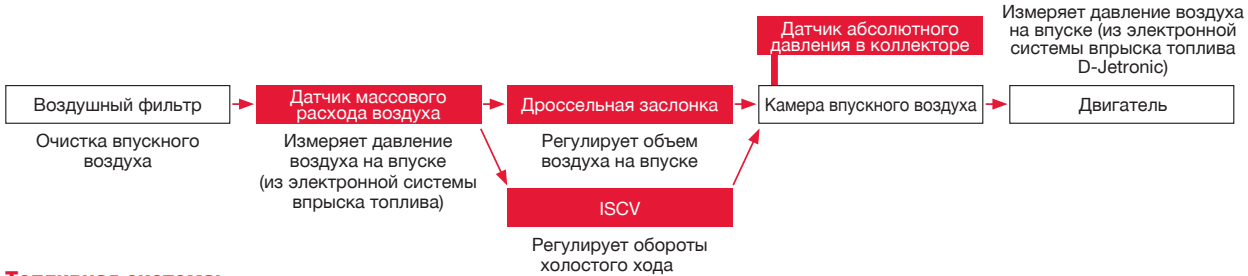 Измеряет давление воздуха
на впуске (из электронной
системы впрыска топлива
D-Jetronic)
Датчик абсолютного
давления в коллекторе
Воздушный фильтр
Датчик массового
расхода воздуха
Дроссельная заслонка
Камера впускного воздуха
Двигатель
Очистка впускного
воздуха
Измеряет давление
воздуха на впуске
(из электронной системы
впрыска топлива)
Регулирует объем
воздуха на впуске
ISCV
Регулирует обороты
холостого хода